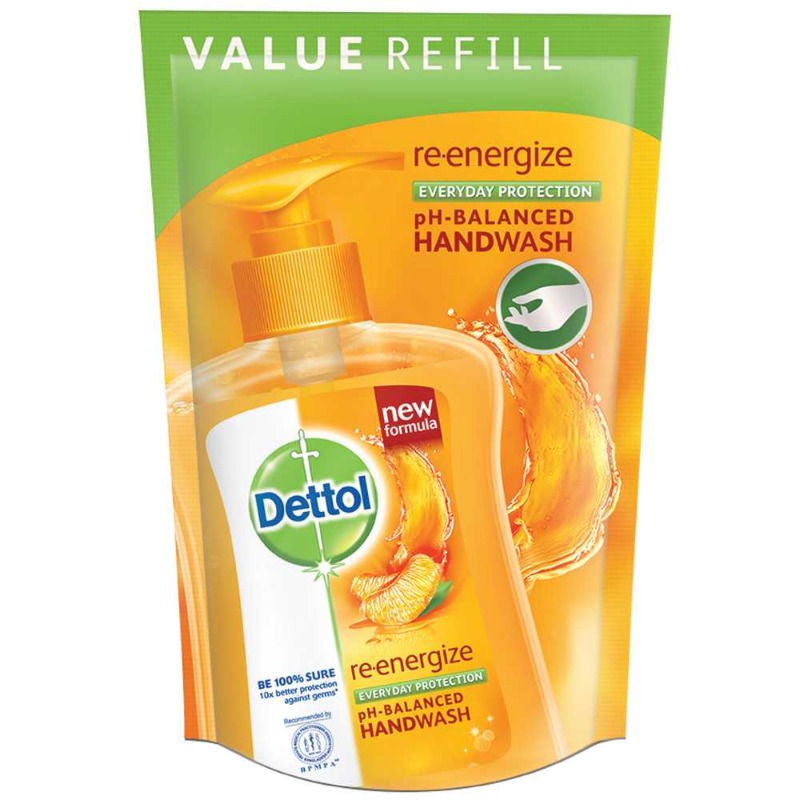 VALUE REFILL
re·energize
EVERYDAY PROTECTION
pH-BALANCED
HANDWASH
new
formula
Dettol
re·energize
EVERYDAY PROTECTION
pH-BALANCED
HANDWASH
BE 100% SURE
10x better protection
against germs*
Recommended by
BPMPA™